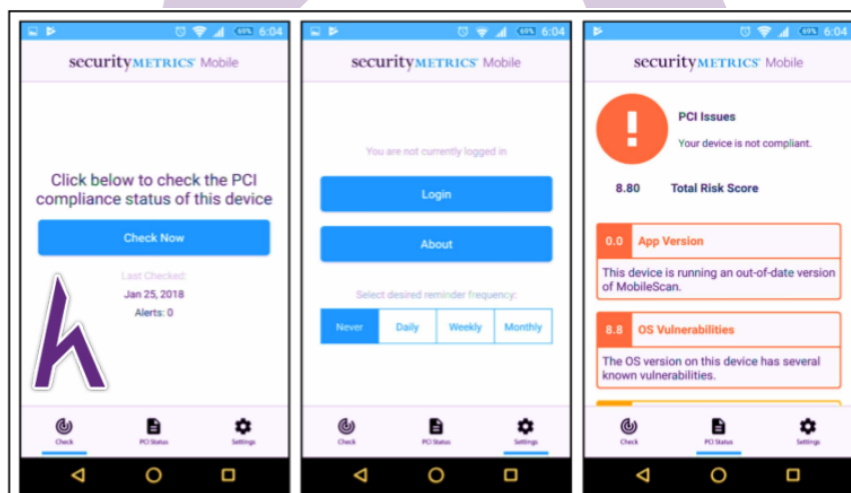 69% 6:04
securityMETRICS® Mobile
Click below to check the PCI
compliance status of this device
Check Now
Last Checked:
Jan 25, 2018
Alerts: 0
Check
PCI Status
Settings
69% 6:04
securityMETRICS® Mobile
You are not currently logged in
Login
About
Select desired reminder frequency:
Never Daily Weekly Monthly
Check
PCI Status
Settings
69% 6:04
securityMETRICS® Mobile
PCI Issues
Your device is not compliant.
8.80 Total Risk Score
0.0 App Version
This device is running an out-of-date version
of MobileScan.
8.8 OS Vulnerabilities
The OS version on this device has several
known vulnerabilities.
Check
PCI Status
Settings